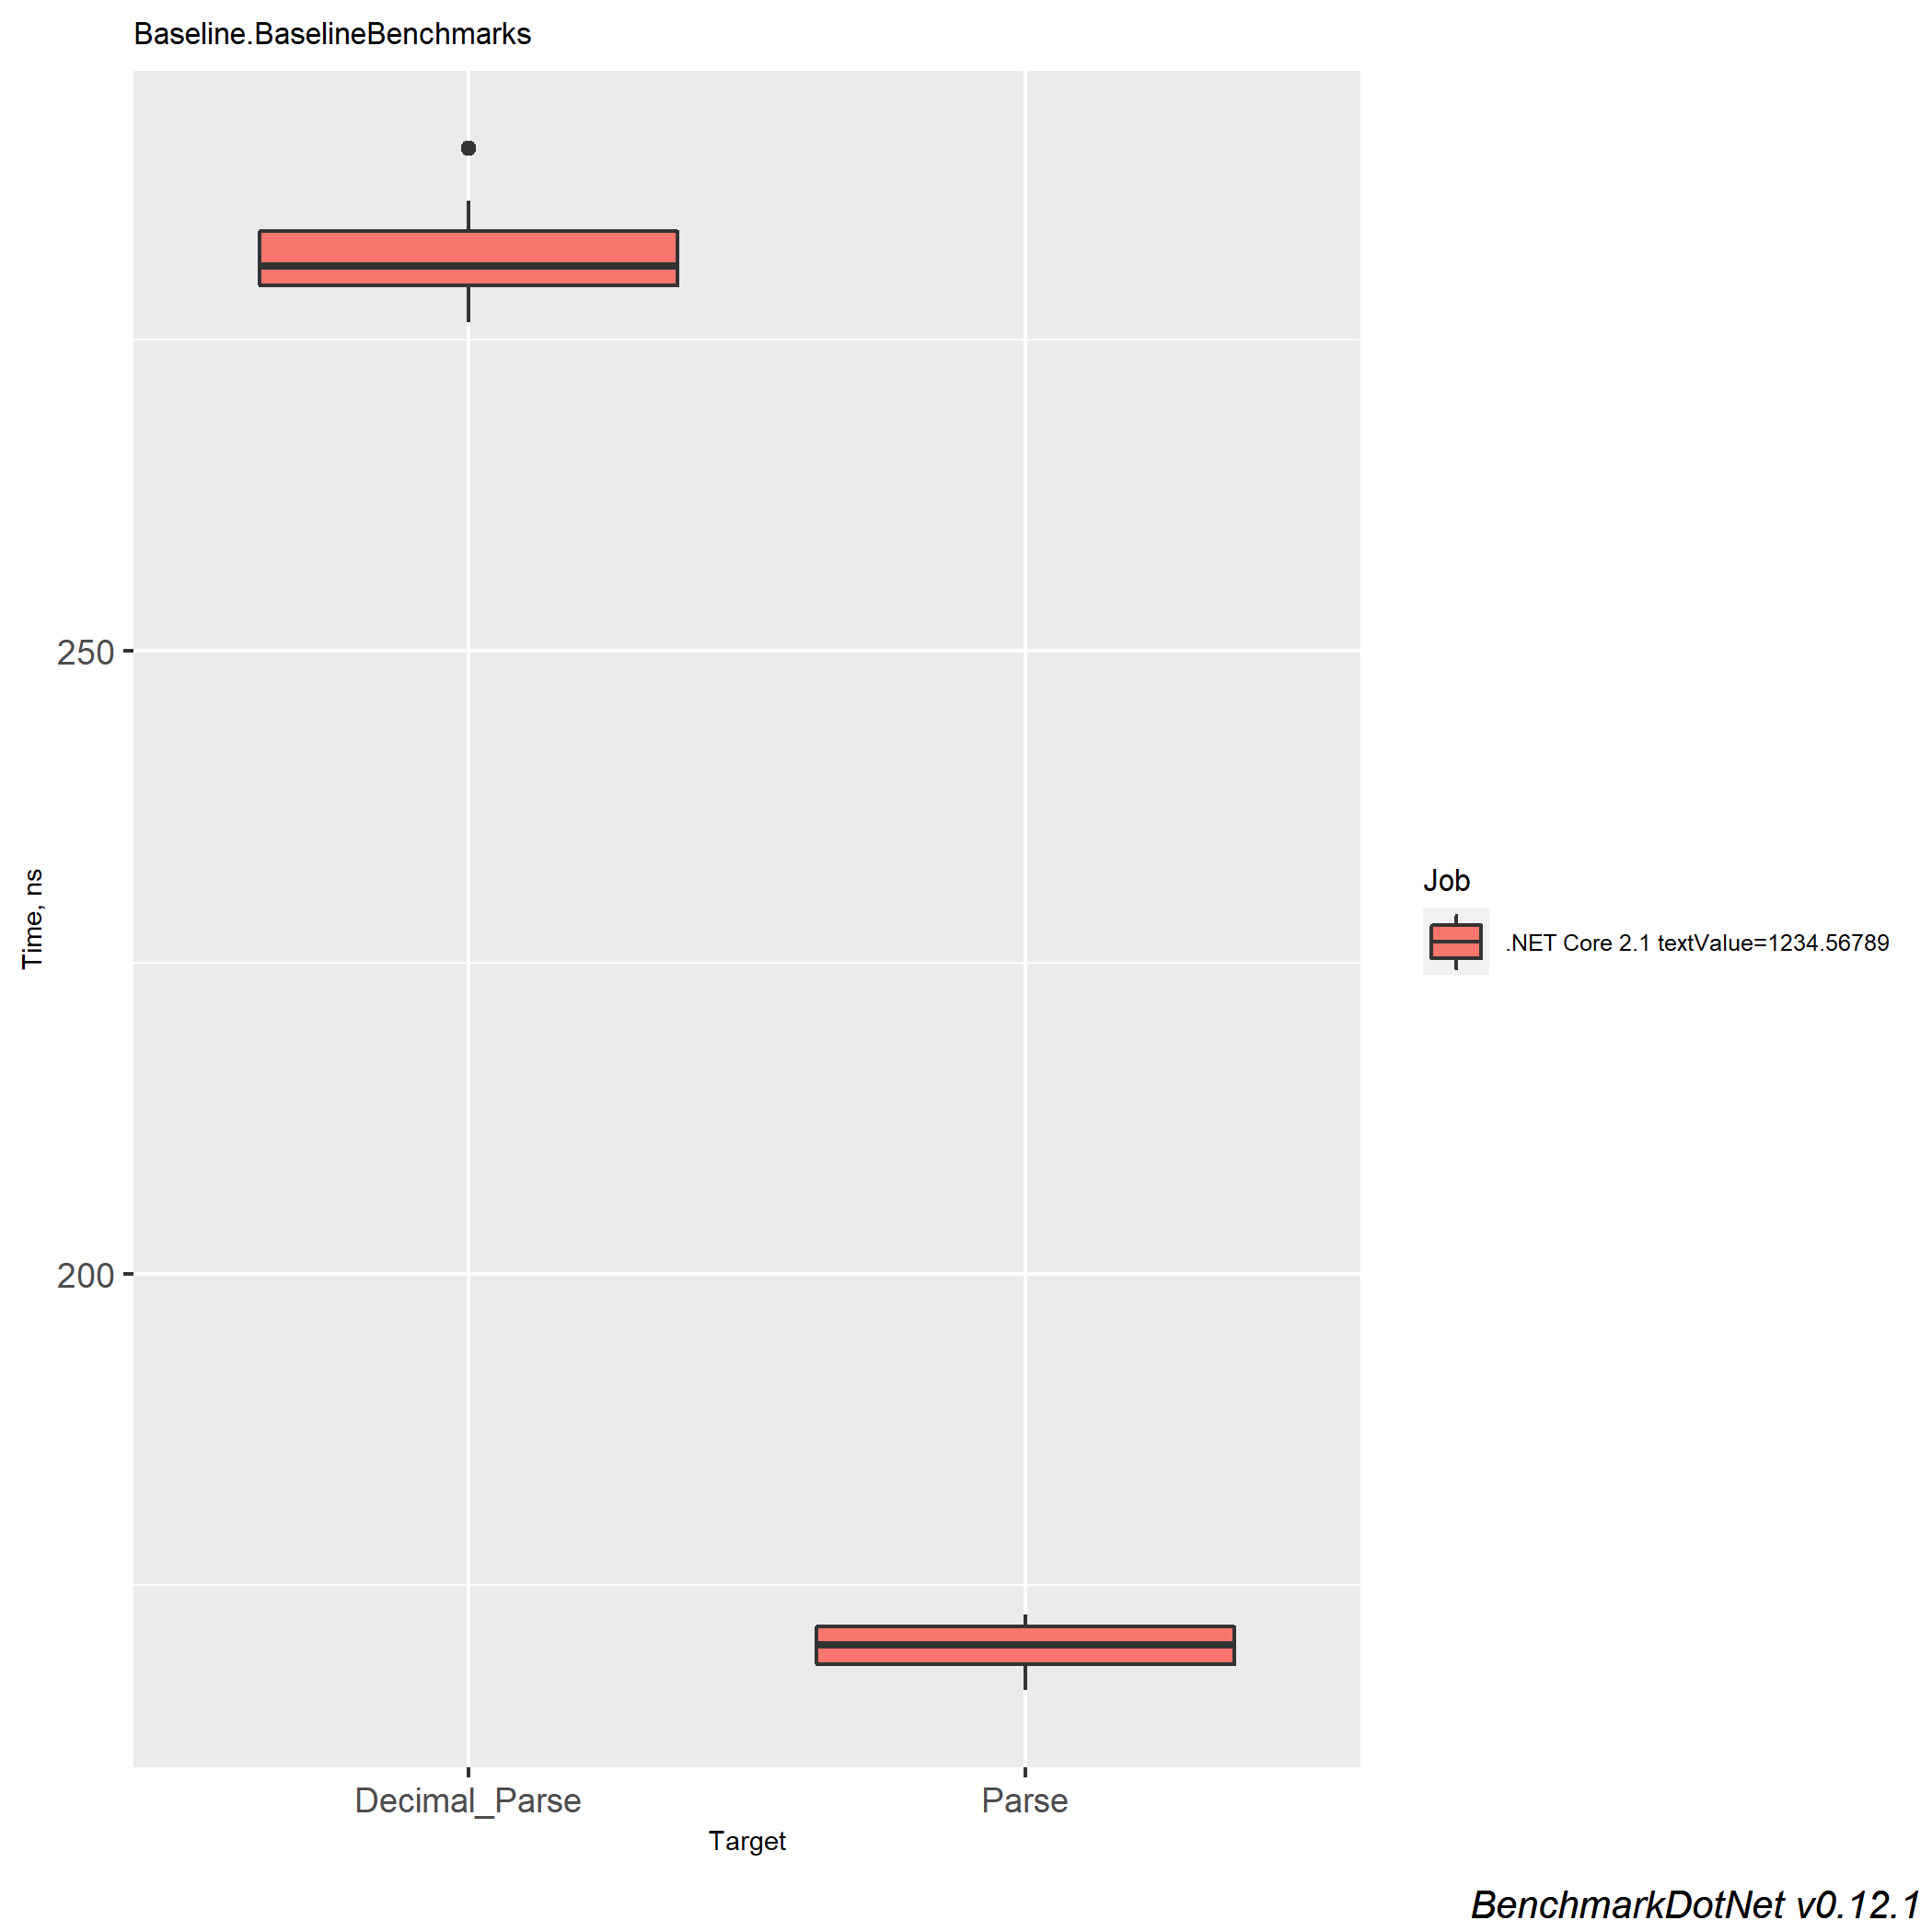 Baseline.BaselineBenchmarks
250
200
Time, ns
Decimal_Parse
Parse
Target
Job
.NET Core 2.1 textValue=1234.56789
BenchmarkDotNet v0.12.1